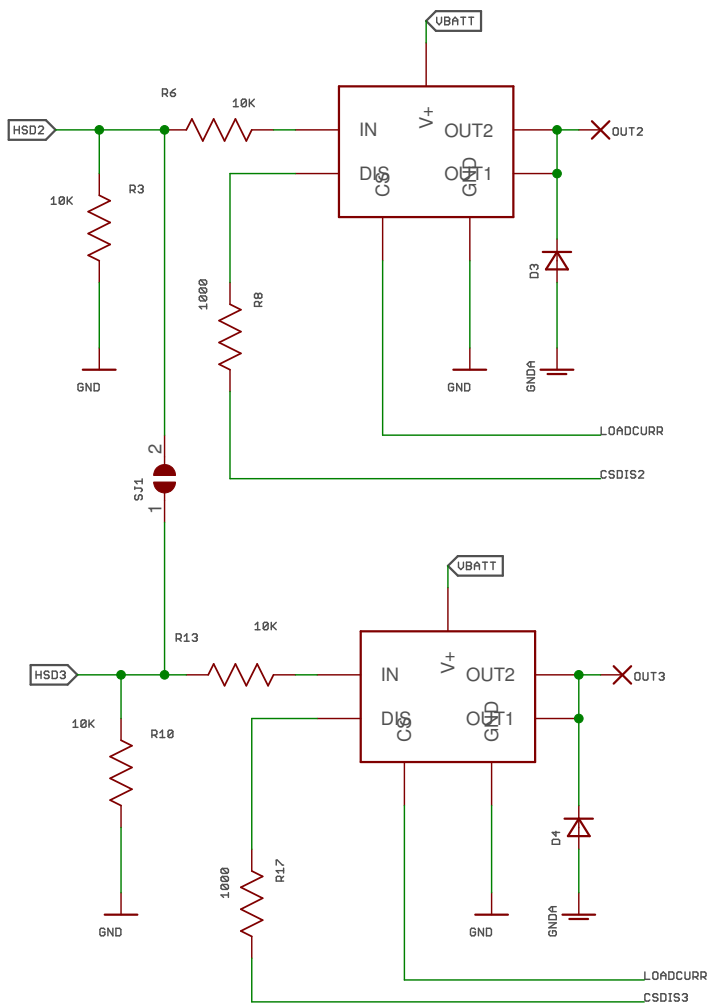 VBATT
R6
10K
HSD2
IN
V+
OUT2
OUT2
R3
10K
DIS
CS
GND
OUT1
D3
1000
R8
GND
GND
GNDA
LOADCURR
2
SJ1
1
CSDIS2
VBATT
R13
10K
HSD3
IN
V+
OUT2
OUT3
10K
R10
DIS
CS
GND
OUT1
D4
1000
R17
GND
GND
GNDA
LOADCURR
CSDIS3